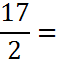 17/2 =